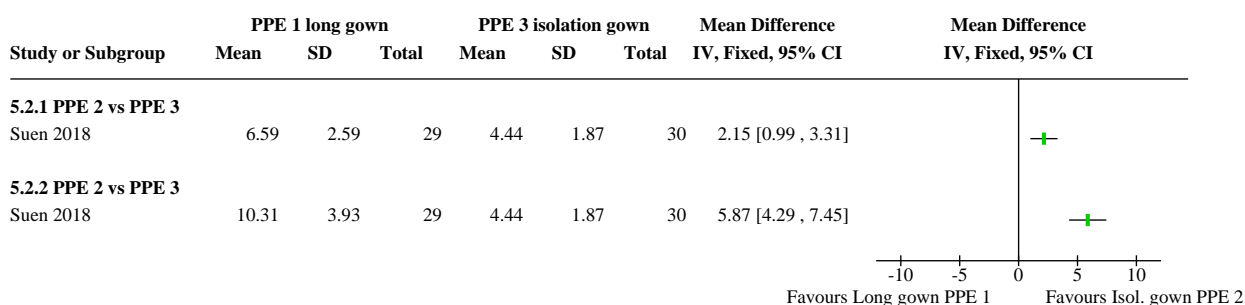 PPE 1 long gown PPE 3 isolation gown Mean Difference Mean Difference
Study or Subgroup Mean SD Total Mean SD Total IV, Fixed, 95% CI IV, Fixed, 95% CI
5.2.1 PPE 2 vs PPE 3
Suen 2018 6.59 2.59 29 4.44 1.87 30 2.15 [0.99 , 3.31]
5.2.2 PPE 2 vs PPE 3
Suen 2018 10.31 3.93 29 4.44 1.87 30 5.87 [4.29 , 7.45]
-10 -5 0 5 10
Favours Long gown PPE 1 Favours Isol. gown PPE 2